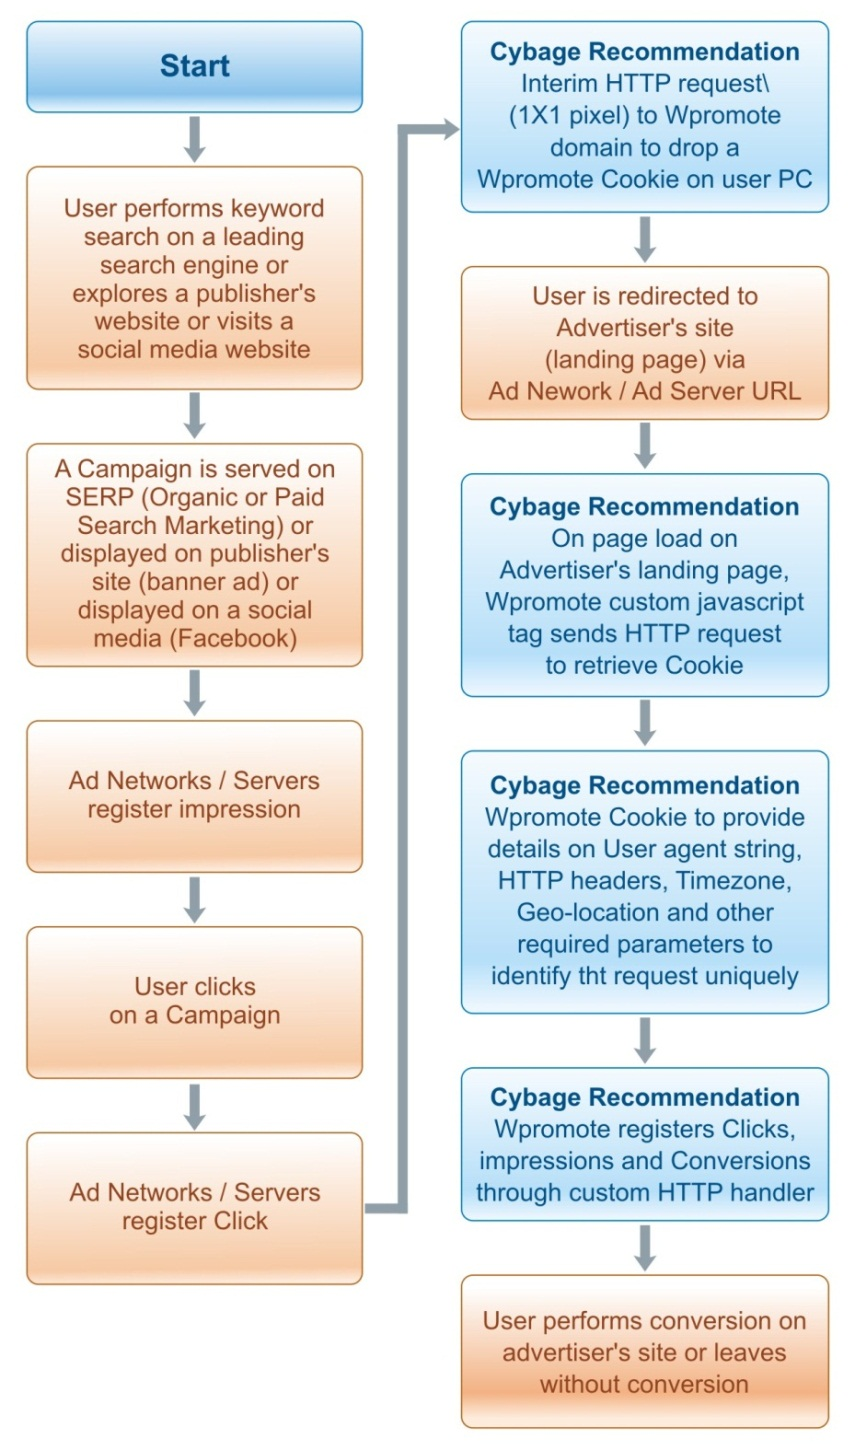 Start
User performs keyword
search on a leading
search engine or
explores a publisher's
website or visits a
social media website
A Campaign is served on
SERP (Organic or Paid
Search Marketing) or
displayed on publisher's
site (banner ad) or
displayed on a social
media (Facebook)
Ad Networks / Servers
register impression
User clicks
on a Campaign
Ad Networks / Servers
register Click
Cybage Recommendation
Interim HTTP request\
(1X1 pixel) to Wpromote
domain to drop a
Wpromote Cookie on user PC
User is redirected to
Advertiser's site
(landing page) via
Ad Nework / Ad Server URL
Cybage Recommendation
On page load on
Advertiser's landing page,
Wpromote custom javascript
tag sends HTTP request
to retrieve Cookie
Cybage Recommendation
Wpromote Cookie to provide
details on User agent string,
HTTP headers, Timezone,
Geo-location and other
required parameters to
identify tht request uniquely
Cybage Recommendation
Wpromote registers Clicks,
impressions and Conversions
through custom HTTP handler
User performs conversion on
advertiser's site or leaves
without conversion